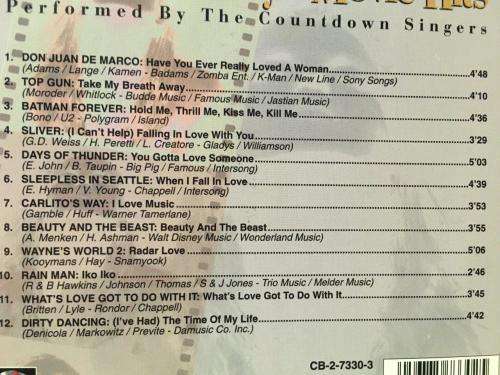 Movie Hits
Performed By The Countdown Singers
1. DON JUAN DE MARCO: Have You Ever Really Loved A Woman 4'48
(Adams / Lange / Kamen - Badams / Zomba Ent. / K-Man / New Line / Sony Songs)
2. TOP GUN: Take My Breath Away 4'10
(Moroder / Whitlock - Budde Music / Famous Music / Jastian Music)
3. BATMAN FOREVER: Hold Me, Thrill Me, Kiss Me, Kill Me 4'36
(Bono / U2 - Polygram / Island)
4. SLIVER: (I Can't Help) Falling In Love With You 3'29
(G.D. Weiss / H. Peretti / L. Creatore - Gladys / Williamson)
5. DAYS OF THUNDER: You Gotta Love Someone 5'03
(E. John / B. Taupin - Big Pig / Famous / Intersong)
6. SLEEPLESS IN SEATTLE: When I Fall In Love 4'39
(E. Hyman / V. Young - Chappell / Intersong)
7. CARLITO'S WAY: I Love Music 3'53
(Gamble / Huff - Warner Tamerlane)
8. BEAUTY AND THE BEAST: Beauty And The Beast 3'55
(A. Menken / H. Ashman - Walt Disney Music / Wonderland Music)
9. WAYNE'S WORLD 2: Radar Love
(Kooymans / Hay - Snamyook)
10. RAIN MAN: Iko Iko 2'46
(R & B Hawkins / Johnson / Thomas / S & J Jones - Trio Music / Melder Music)
11. WHAT'S LOVE GOT TO DO WITH IT: What's Love Got To Do With It 3'45
(Britten / Lyle - Rondor / Chappell)
12. DIRTY DANCING: (I've Had) The Time Of My Life 4'42
(Denicola / Markowitz / Previte - Damusic Co. Inc.)
CB-2-7330-3